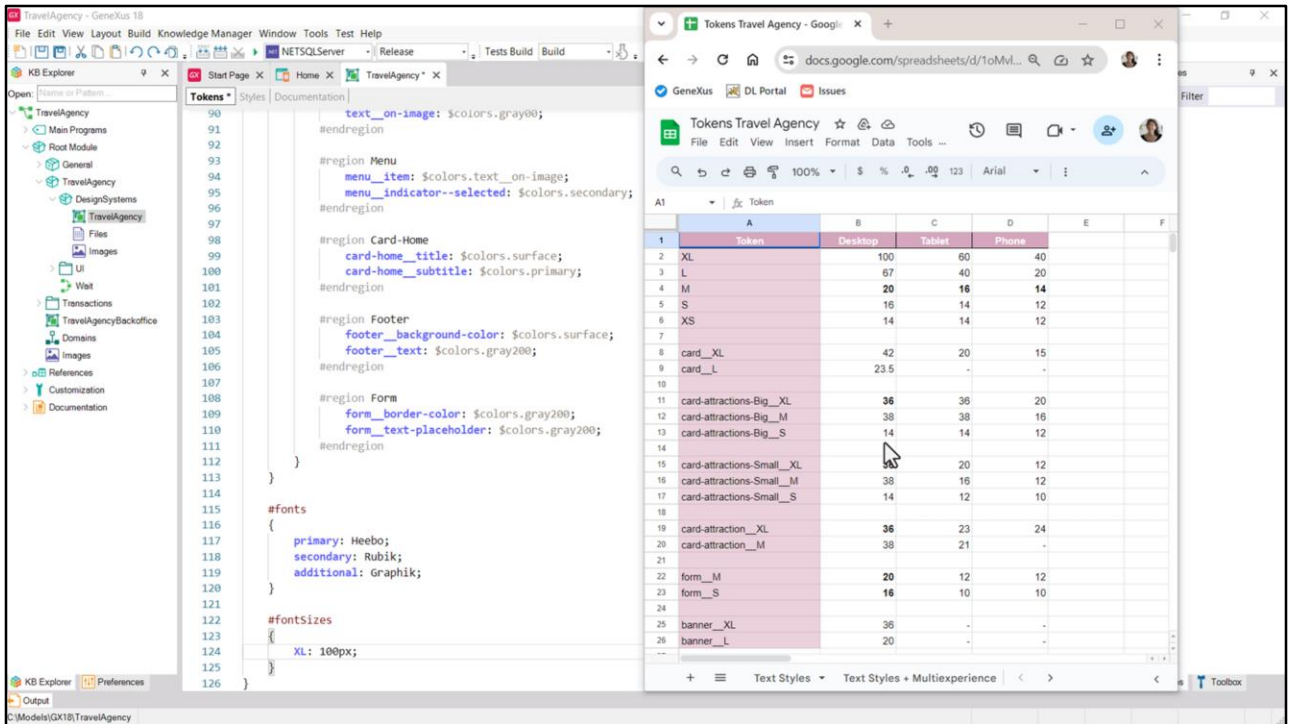 TravelAgency - GeneXus 18
File Edit View Layout Build Knowledge Manager Window Tools Test Help
NETSQLServer Release Tests Build Build
KB Explorer
Open: Name or Pattern...
TravelAgency
Main Programs
Root Module
General
TravelAgency
DesignSystems
TravelAgency
Files
Images
UI
Wait
Transactions
TravelAgencyBackoffice
Domains
Images
References
Customization
Documentation
KB Explorer Preferences
Output
C:\Models\GX18\TravelAgency
Start Page X Home X TravelAgency* X
Tokens* Styles Documentation
90 text__on-image: $colors.gray00;
91 #endregion
92
93 #region Menu
94 menu__item: $colors.text__on-image;
95 menu__indicator--selected: $colors.secondary;
96 #endregion
97
98 #region Card-Home
99 card-home__title: $colors.surface;
100 card-home__subtitle: $colors.primary;
101 #endregion
102
103 #region Footer
104 footer__background-color: $colors.surface;
105 footer__text: $colors.gray200;
106 #endregion
107
108 #region Form
109 form__border-color: $colors.gray200;
110 form__text-placeholder: $colors.gray200;
111 #endregion
112 }
113 }
114
115 #fonts
116 {
117 primary: Heebo;
118 secondary: Rubik;
119 additional: Graphik;
120 }
121
122 #fontSizes
123 {
124 XL: 100px;
125 }
126 }
Tokens Travel Agency - Google
docs.google.com/spreadsheets/d/1oMvl...
GeneXus DL Portal Issues
Tokens Travel Agency
File Edit View Insert Format Data Tools ...
100% $ % .0 .00 123 Arial
A1 fx Token
A B C D E F
1 Token Desktop Tablet Phone
2 XL 100 60 40
3 L 67 40 20
4 M 20 16 14
5 S 16 14 12
6 XS 14 14 12
7
8 card__XL 42 20 15
9 card__L 23.5 - -
10
11 card-attractions-Big__XL 36 36 20
12 card-attractions-Big__M 38 38 16
13 card-attractions-Big__S 14 14 12
14
15 card-attractions-Small__XL 20 12
16 card-attractions-Small__M 38 16 12
17 card-attractions-Small__S 14 12 10
18
19 card-attraction__XL 36 23 24
20 card-attraction__M 38 21 -
21
22 form__M 20 12 12
23 form__S 16 10 10
24
25 banner__XL 36 - -
26 banner__L 20 - -
Text Styles Text Styles + Multiexperience
Filter
Toolbox